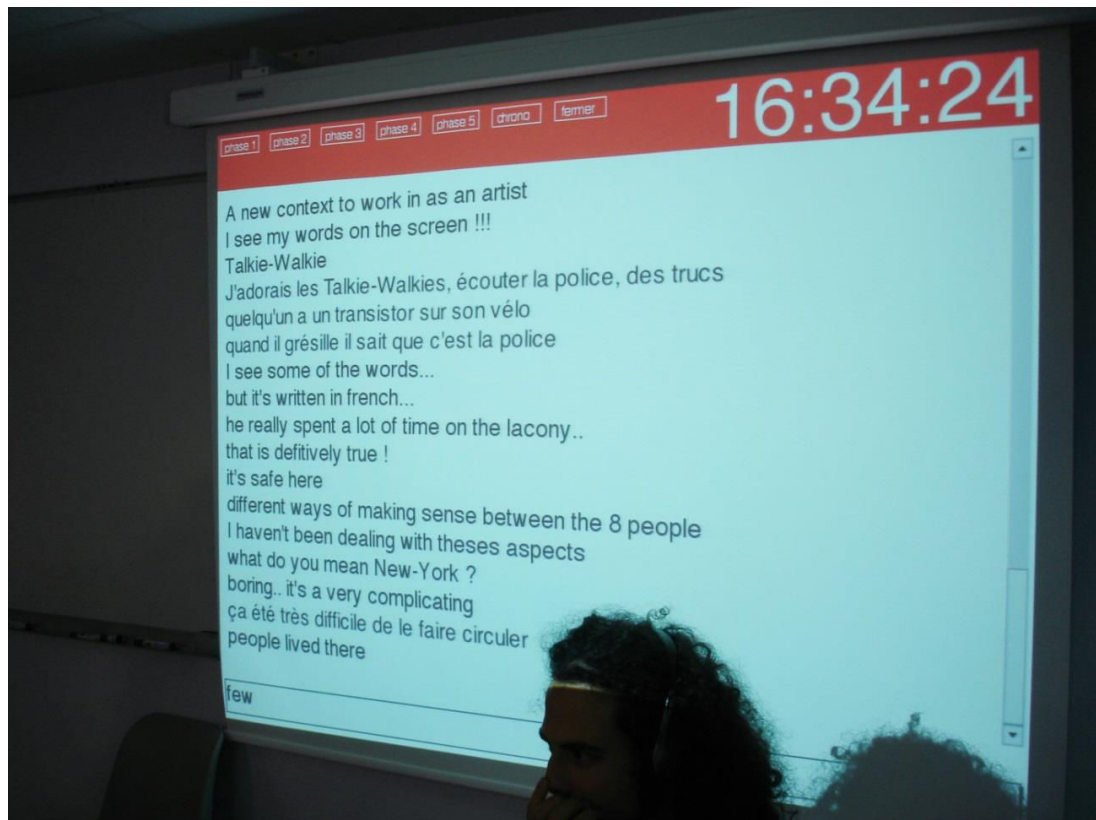 phase 1 phase 2 phase 3 phase 4 phase 5 chrono fermer 16:34:24
A new context to work in as an artist
I see my words on the screen !!!
Talkie-Walkie
J'adorais les Talkie-Walkies, écouter la police, des trucs
quelqu'un a un transistor sur son vélo
quand il grésille il sait que c'est la police
I see some of the words...
but it's written in french...
he really spent a lot of time on the lacony..
that is defitively true !
it's safe here
different ways of making sense between the 8 people
I haven't been dealing with theses aspects
what do you mean New-York ?
boring.. it's a very complicating
ça été très difficile de le faire circuler
people lived there
few